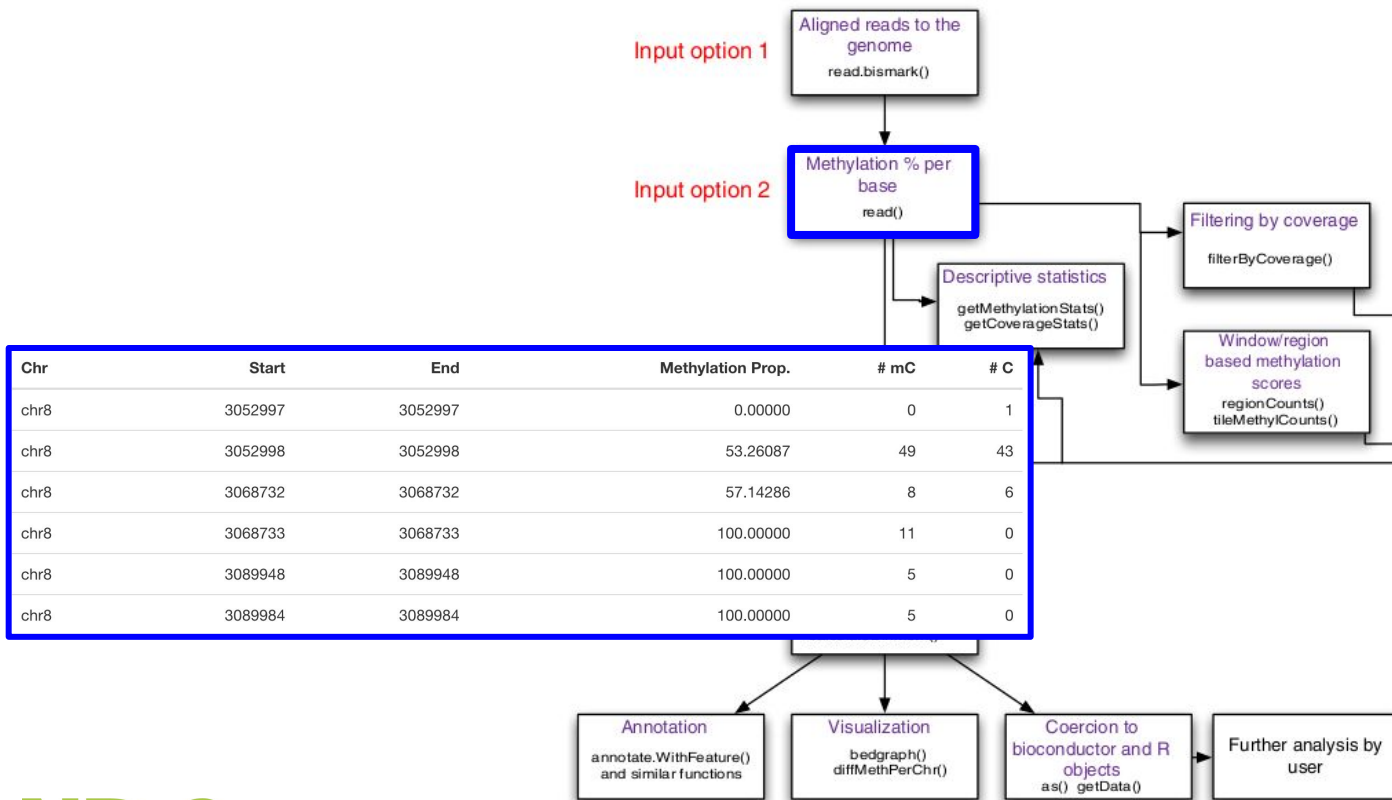 Input option 1
Aligned reads to the
genome
read.bismark()
Input option 2
Methylation % per
base
read()
Filtering by coverage
filterByCoverage()
Descriptive statistics
getMethylationStats()
getCoverageStats()
Window/region
based methylation
scores
regionCounts()
tileMethylCounts()
Chr Start End Methylation Prop. # mC # C
chr8 3052997 3052997 0.00000 0 1
chr8 3052998 3052998 53.26087 49 43
chr8 3068732 3068732 57.14286 8 6
chr8 3068733 3068733 100.00000 11 0
chr8 3089948 3089948 100.00000 5 0
chr8 3089984 3089984 100.00000 5 0
Annotation
annotate.WithFeature()
and similar functions
Visualization
bedgraph()
diffMethPerChr()
Coercion to
bioconductor and R
objects
as() getData()
Further analysis by
user